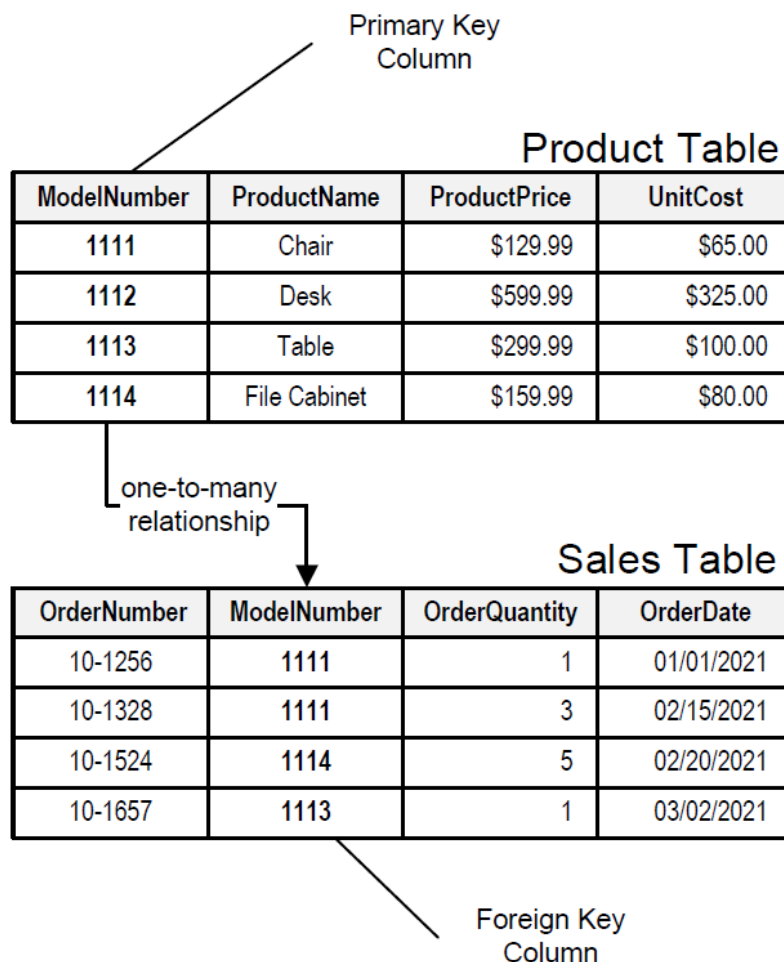 Primary Key
Column
Product Table
ModelNumber ProductName ProductPrice UnitCost
1111 Chair $129.99 $65.00
1112 Desk $599.99 $325.00
1113 Table $299.99 $100.00
1114 File Cabinet $159.99 $80.00
one-to-many
relationship
Sales Table
OrderNumber ModelNumber OrderQuantity OrderDate
10-1256 1111 1 01/01/2021
10-1328 1111 3 02/15/2021
10-1524 1114 5 02/20/2021
10-1657 1113 1 03/02/2021
Foreign Key
Column